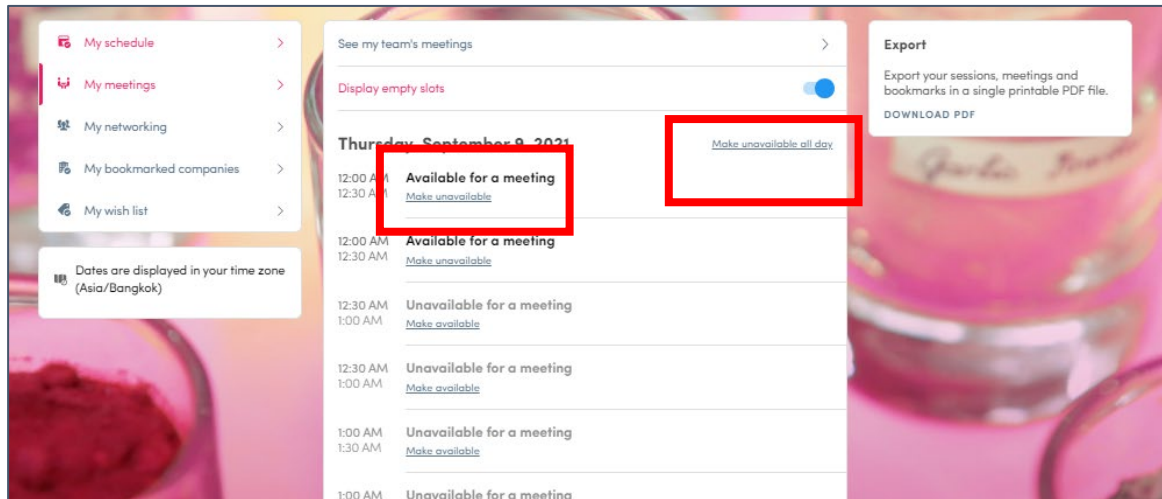 My schedule
My meetings
My networking
My bookmarked companies
My wish list
Dates are displayed in your time zone
(Asia/Bangkok)
See my team's meetings
Display empty slots
Thursday, September 9, 2021
Make unavailable all day
12:00 AM Available for a meeting
12:30 AM Make unavailable
12:00 AM Available for a meeting
12:30 AM Make unavailable
12:30 AM Unavailable for a meeting
1:00 AM Make available
12:30 AM Unavailable for a meeting
1:00 AM Make available
1:00 AM Unavailable for a meeting
1:30 AM Make available
1:00 AM Unavailable for a meeting
Export
Export your sessions, meetings and
bookmarks in a single printable PDF file.
DOWNLOAD PDF
Garlic